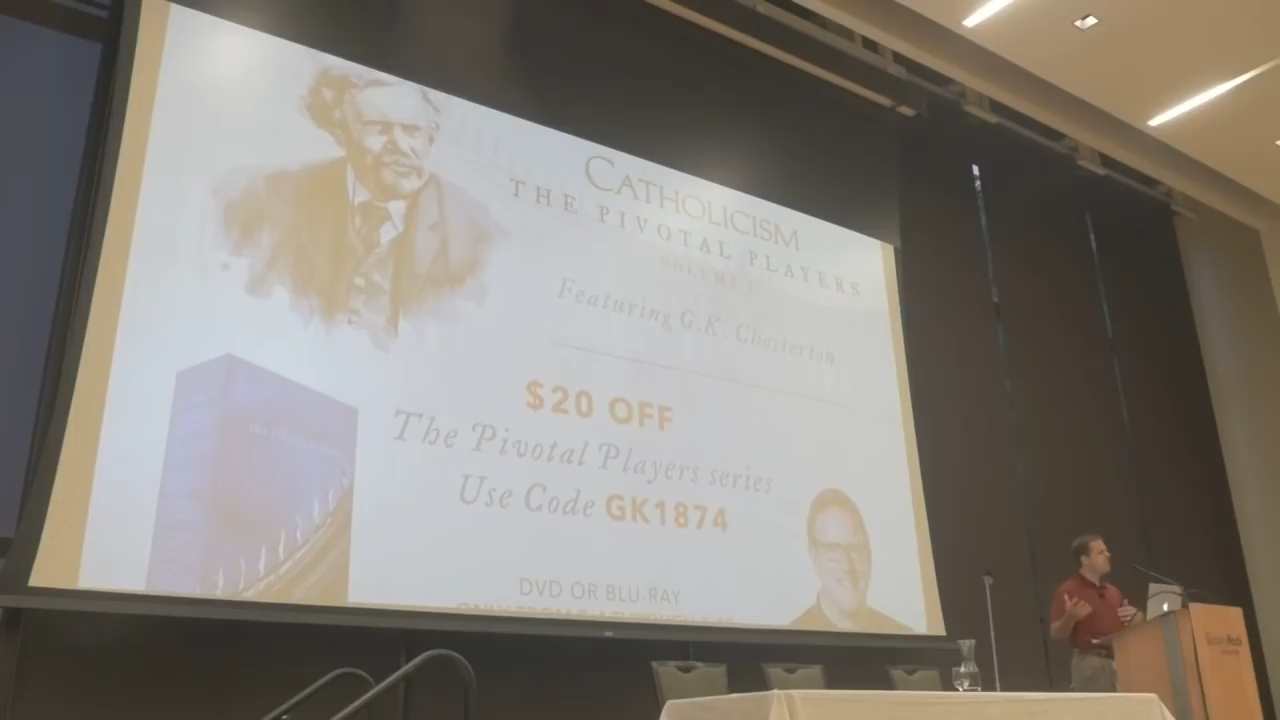 CATHOLICISM
THE PIVOTAL PLAYERS
VOLUME I
Featuring G.K. Chesterton
$20 OFF
The Pivotal Players series
Use Code GK1874
DVD OR BLU-RAY